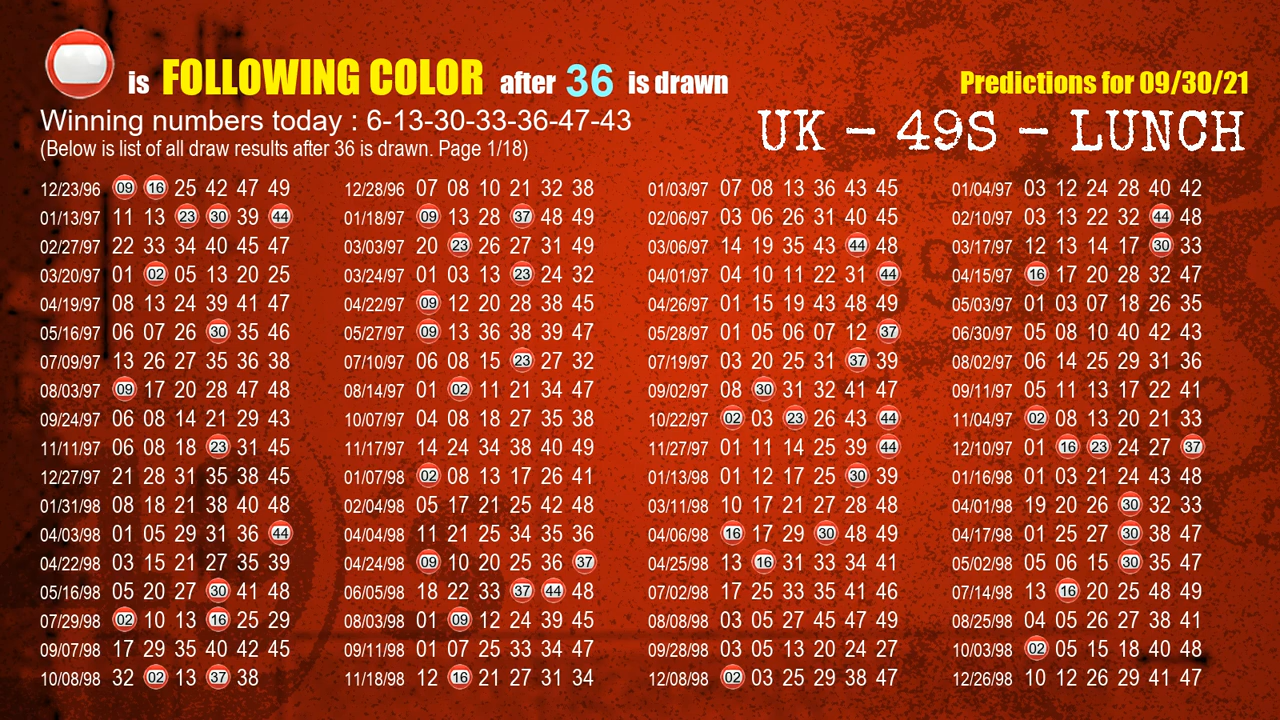 is FOLLOWING COLOR after 36 is drawn
Predictions for 09/30/21
Winning numbers today : 6-13-30-33-36-47-43
UK - 49S - LUNCH
(Below is list of all draw results after 36 is drawn. Page 1/18)
12/23/96 09 16 25 42 47 49 12/28/96 07 08 10 21 32 38 01/03/97 07 08 13 36 43 45 01/04/97 03 12 24 28 40 42
01/13/97 11 13 23 30 39 44 01/18/97 09 13 28 37 48 49 02/06/97 03 06 26 31 40 45 02/10/97 03 13 22 32 44 48
02/27/97 22 33 34 40 45 47 03/03/97 20 23 26 27 31 49 03/06/97 14 19 35 43 44 48 03/17/97 12 13 14 17 30 33
03/20/97 01 02 05 13 20 25 03/24/97 01 03 13 23 24 32 04/01/97 04 10 11 22 31 44 04/15/97 16 17 20 28 32 47
04/19/97 08 13 24 39 41 47 04/22/97 09 12 20 28 38 45 04/26/97 01 15 19 43 48 49 05/03/97 01 03 07 18 26 35
05/16/97 06 07 26 30 35 46 05/27/97 09 13 36 38 39 47 05/28/97 01 05 06 07 12 37 06/30/97 05 08 10 40 42 43
07/09/97 13 26 27 35 36 38 07/10/97 06 08 15 23 27 32 07/19/97 03 20 25 31 37 39 08/02/97 06 14 25 29 31 36
08/03/97 09 17 20 28 47 48 08/14/97 01 02 11 21 34 47 09/02/97 08 30 31 32 41 47 09/11/97 05 11 13 17 22 41
09/24/97 06 08 14 21 29 43 10/07/97 04 08 18 27 35 38 10/22/97 02 03 23 26 43 44 11/04/97 02 08 13 20 21 33
11/11/97 06 08 18 23 31 45 11/17/97 14 24 34 38 40 49 11/27/97 01 11 14 25 39 44 12/10/97 01 16 23 24 27 37
12/27/97 21 28 31 35 38 45 01/07/98 02 08 13 17 26 41 01/13/98 01 12 17 25 30 39 01/16/98 01 03 21 24 43 48
01/31/98 08 18 21 38 40 48 02/04/98 05 17 21 25 42 48 03/11/98 10 17 21 27 28 48 04/01/98 19 20 26 30 32 33
04/03/98 01 05 29 31 36 44 04/04/98 11 21 25 34 35 36 04/06/98 16 17 29 30 48 49 04/17/98 01 25 27 30 38 47
04/22/98 03 15 21 27 35 39 04/24/98 09 10 20 25 36 37 04/25/98 13 16 31 33 34 41 05/02/98 05 06 15 30 35 47
05/16/98 05 20 27 30 41 48 06/05/98 18 22 33 37 44 48 07/02/98 17 25 33 35 41 46 07/14/98 13 16 20 25 48 49
07/29/98 02 10 13 16 25 29 08/03/98 01 09 12 24 39 45 08/08/98 03 05 27 45 47 49 08/25/98 04 05 26 27 38 41
09/07/98 17 29 35 40 42 45 09/11/98 01 07 25 33 34 47 09/28/98 03 05 13 20 24 27 10/03/98 02 05 15 18 40 48
10/08/98 32 02 13 37 38 11/18/98 12 16 21 27 31 34 12/08/98 02 03 25 29 38 47 12/26/98 10 12 26 29 41 47